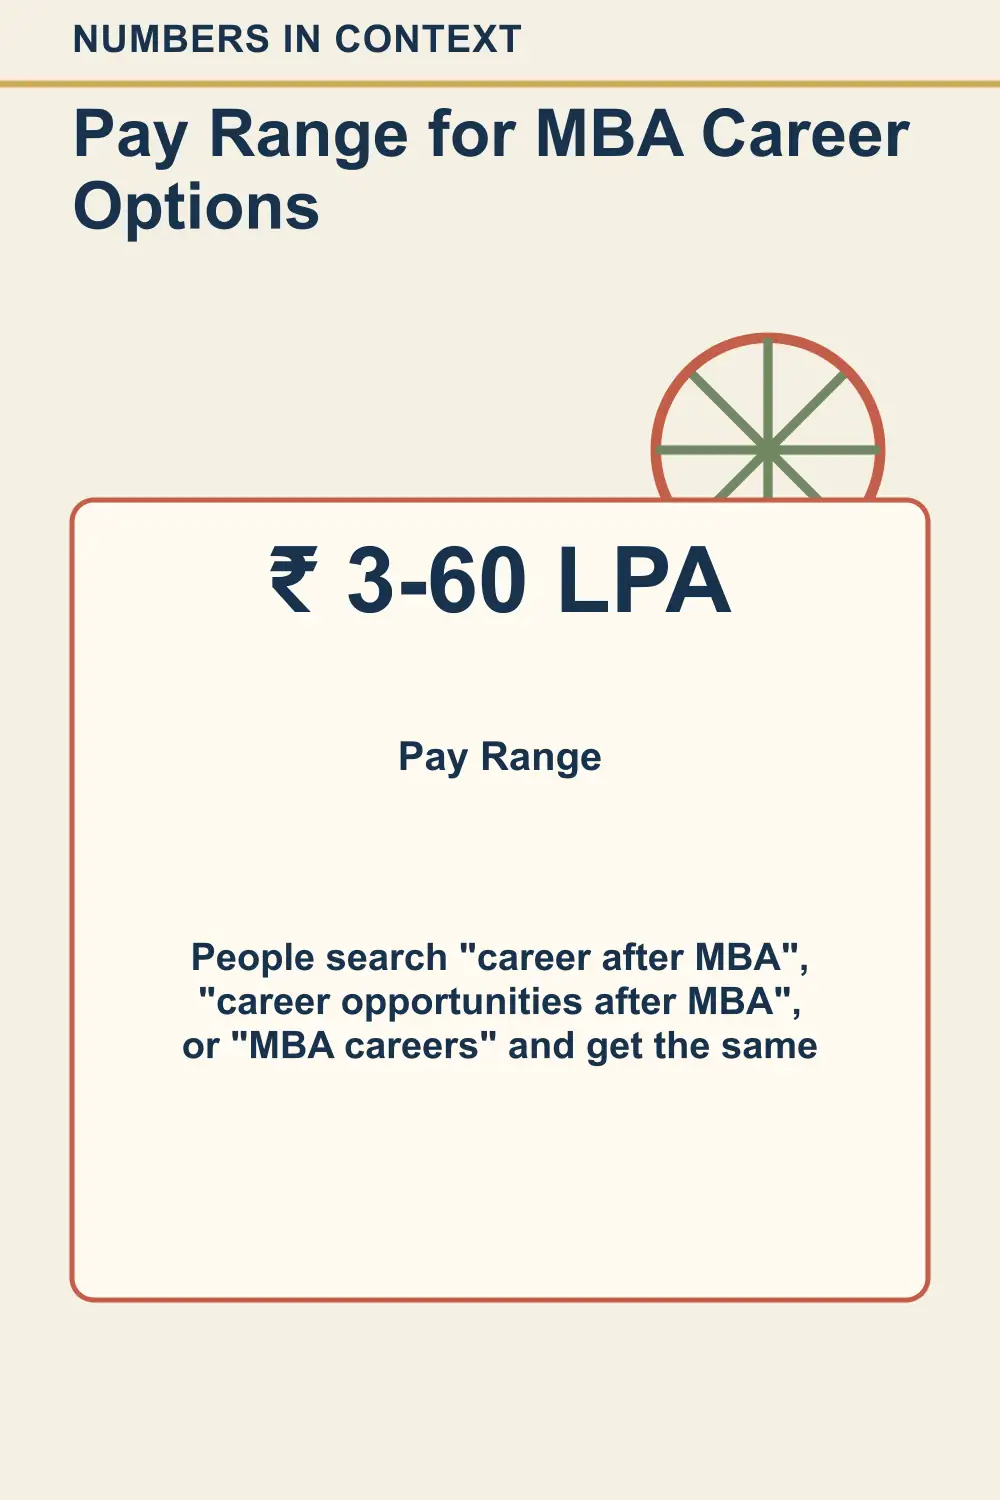 NUMBERS IN CONTEXT
Pay Range for MBA Career
Options
₹ 3-60 LPA
Pay Range
People search "career after MBA",
"career opportunities after MBA",
or "MBA careers" and get the same